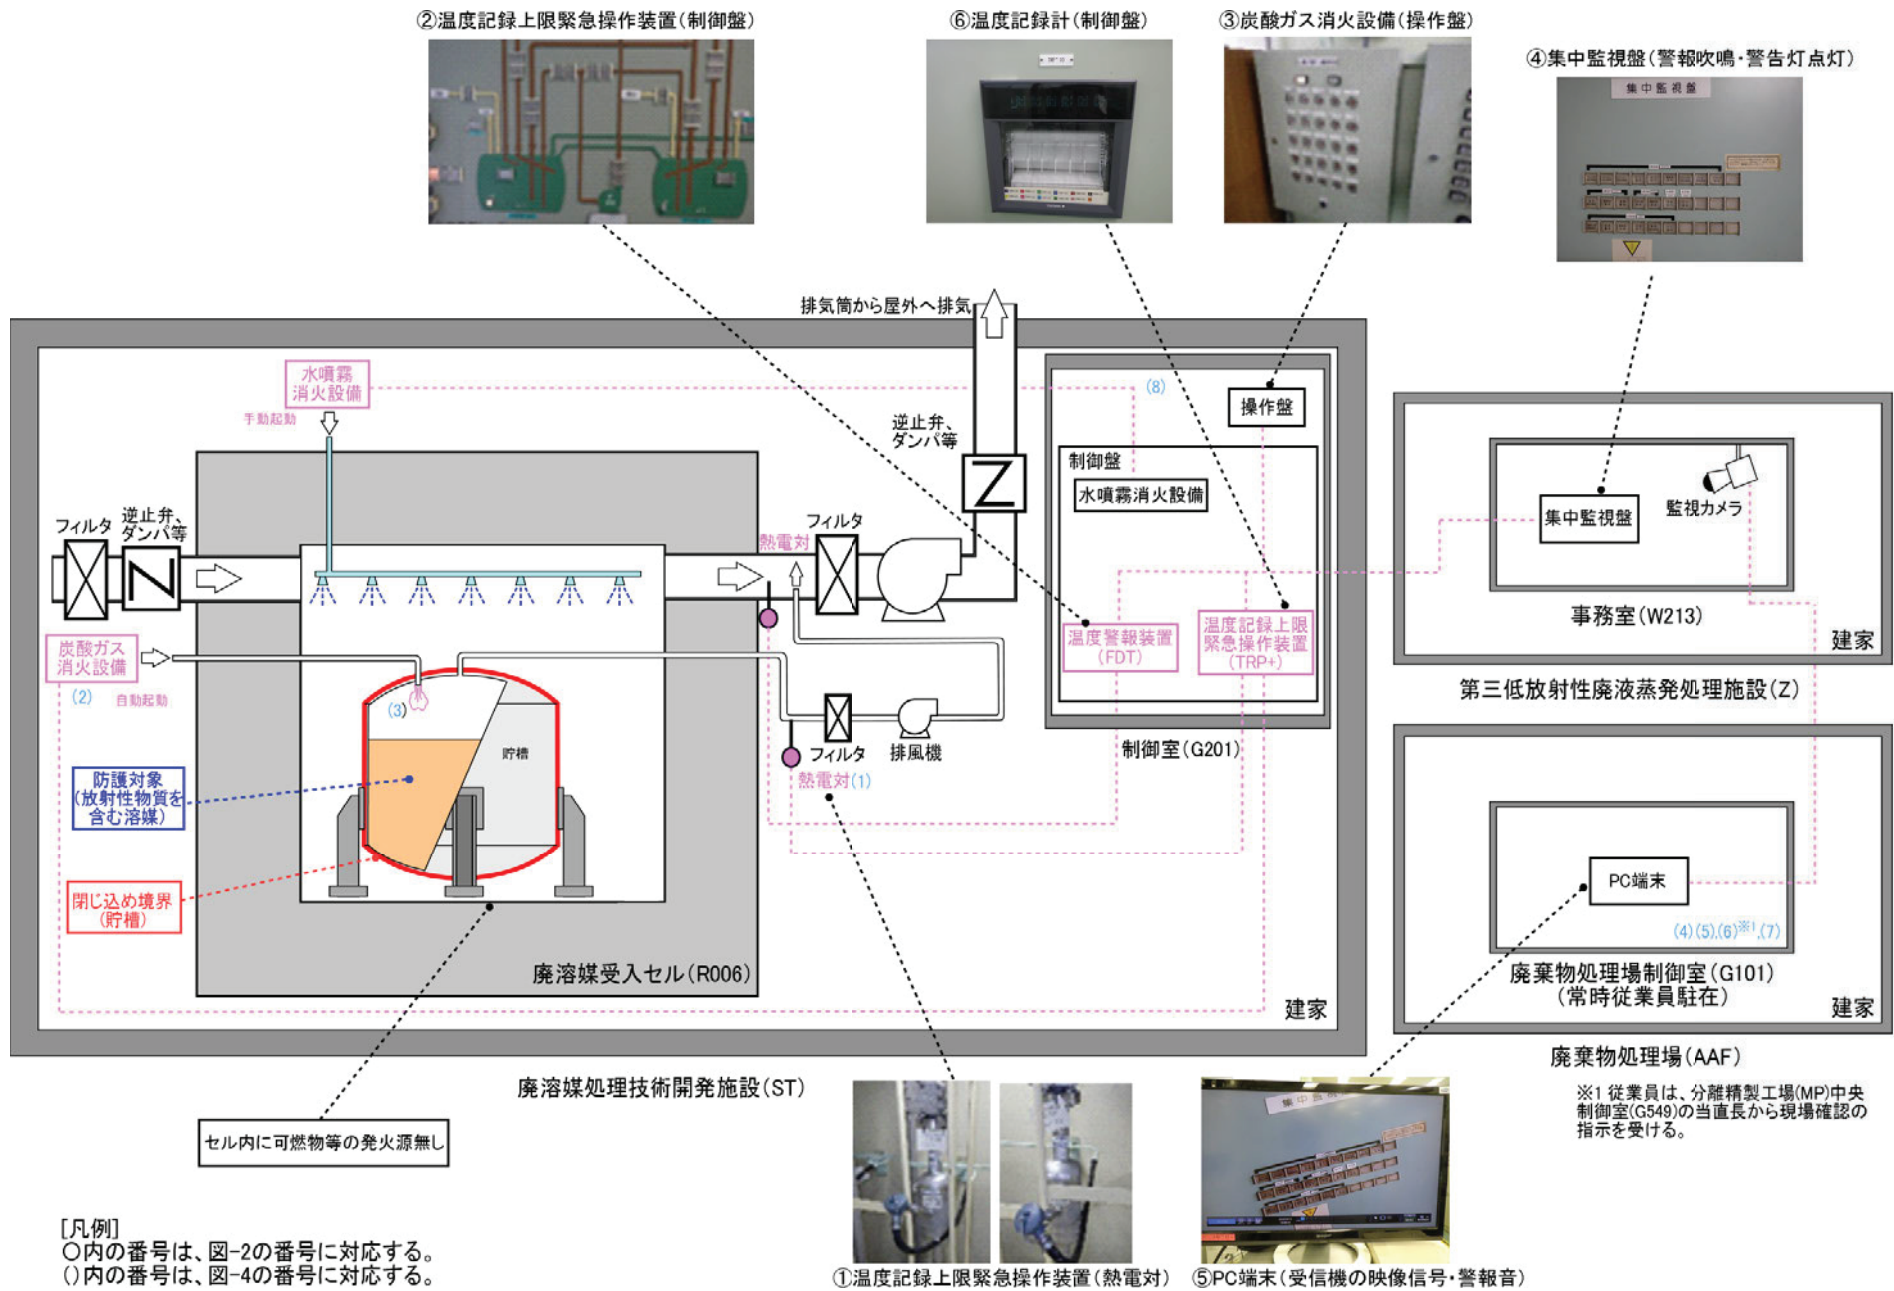 ②温度記録上限緊急操作装置(制御盤)
⑥温度記録計(制御盤)
③炭酸ガス消火設備(操作盤)
④集中監視盤(警報吹鳴・警告灯点灯)
集中監視盤
排気筒から屋外へ排気
水噴霧
消火設備
手動起動
(8)
操作盤
逆止弁、
ダンパ等
制御盤
水噴霧消火設備
集中監視盤
監視カメラ
フィルタ
逆止弁、
ダンパ等
熱電対
フィルタ
事務室(W213)
建家
温度警報装置
(FDT)
温度記録上限
緊急操作装置
(TRP+)
炭酸ガス
消火設備
(2)
自動起動
(3)
第三低放射性廃液蒸発処理施設(Z)
貯槽
フィルタ
排風機
制御室(G201)
熱電対(1)
防護対象
(放射性物質を
含む溶媒)
閉じ込め境界
(貯槽)
PC端末
(4)(5),(6)※1,(7)
廃溶媒受入セル(R006)
廃棄物処理場制御室(G101)
(常時従業員駐在)
建家
建家
廃棄物処理場(AAF)
廃溶媒処理技術開発施設(ST)
※1 従業員は、分離精製工場(MP)中央
制御室(G549)の当直長から現場確認の
指示を受ける。
セル内に可燃物等の発火源無し
[凡例]
○内の番号は、図-2の番号に対応する。
()内の番号は、図-4の番号に対応する。
①温度記録上限緊急操作装置(熱電対)
⑤PC端末(受信機の映像信号・警報音)